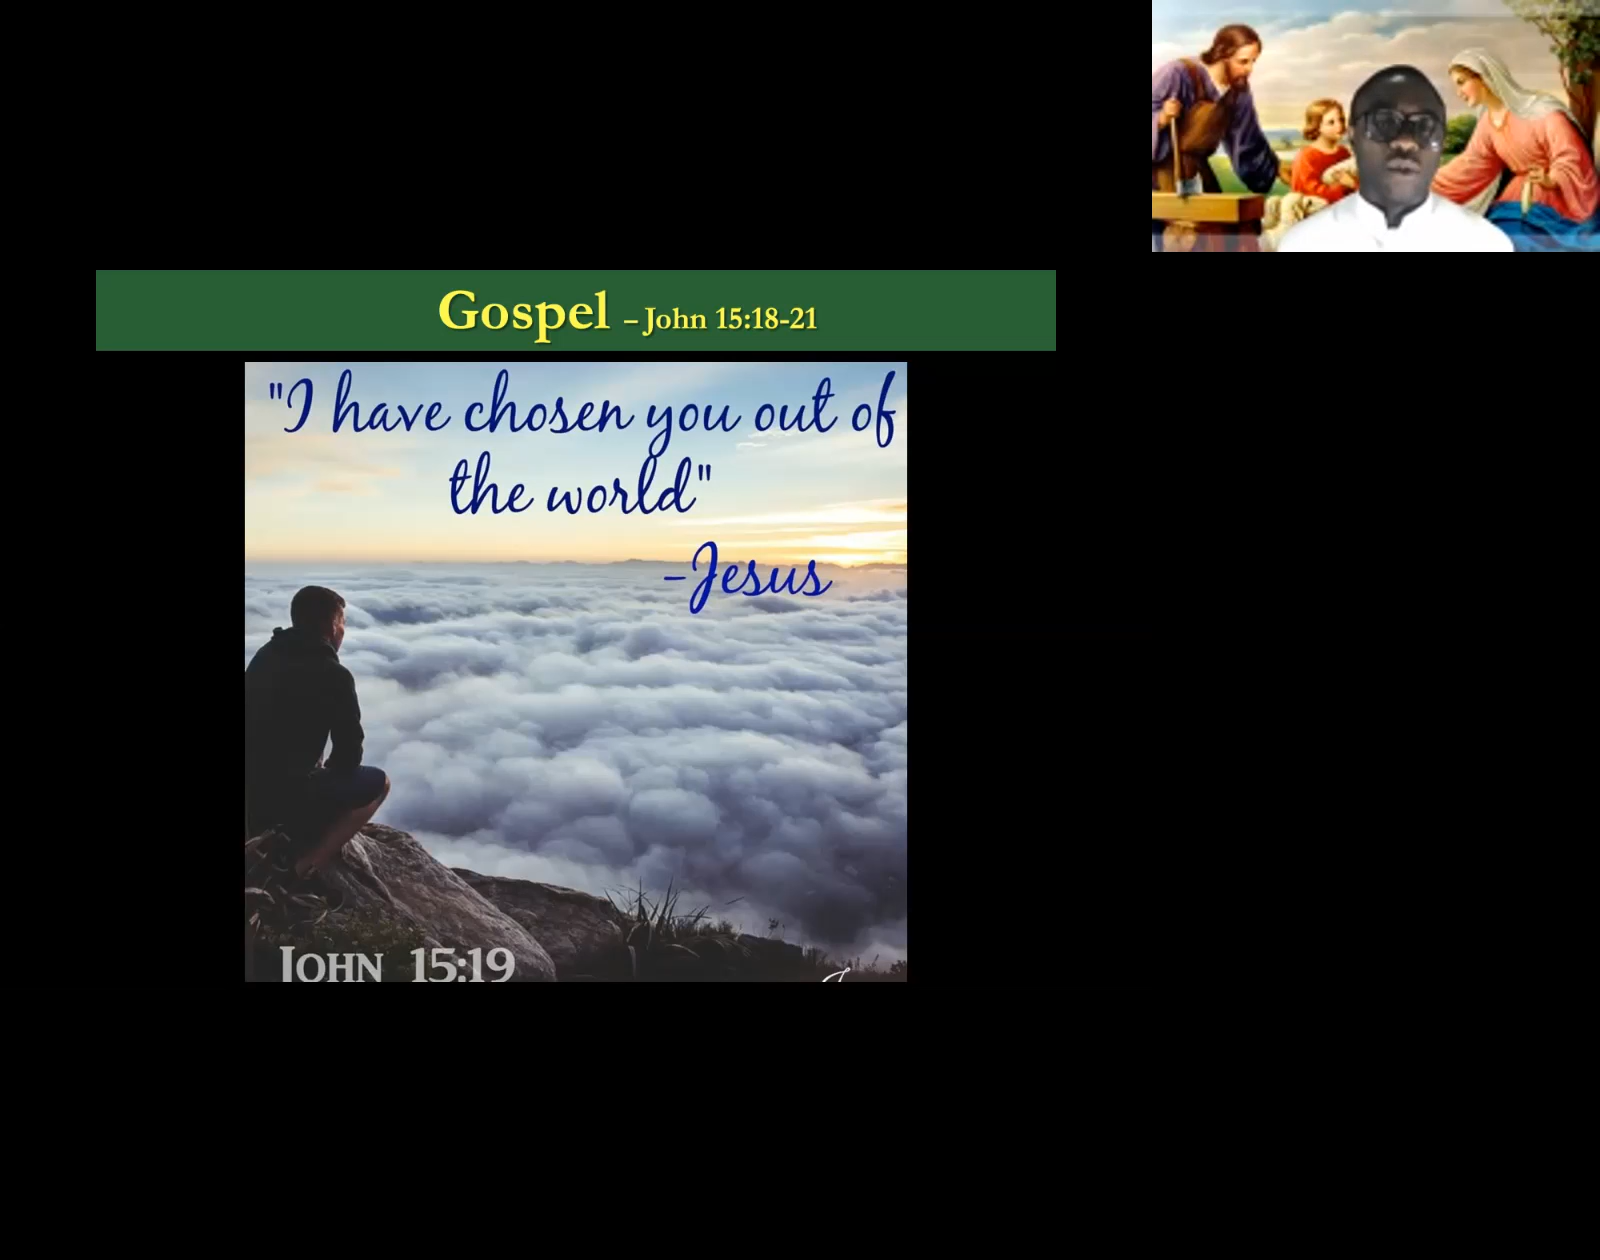 Gospel – John 15:18-21
"I have chosen you out of
the world"
-Jesus
John 15:19